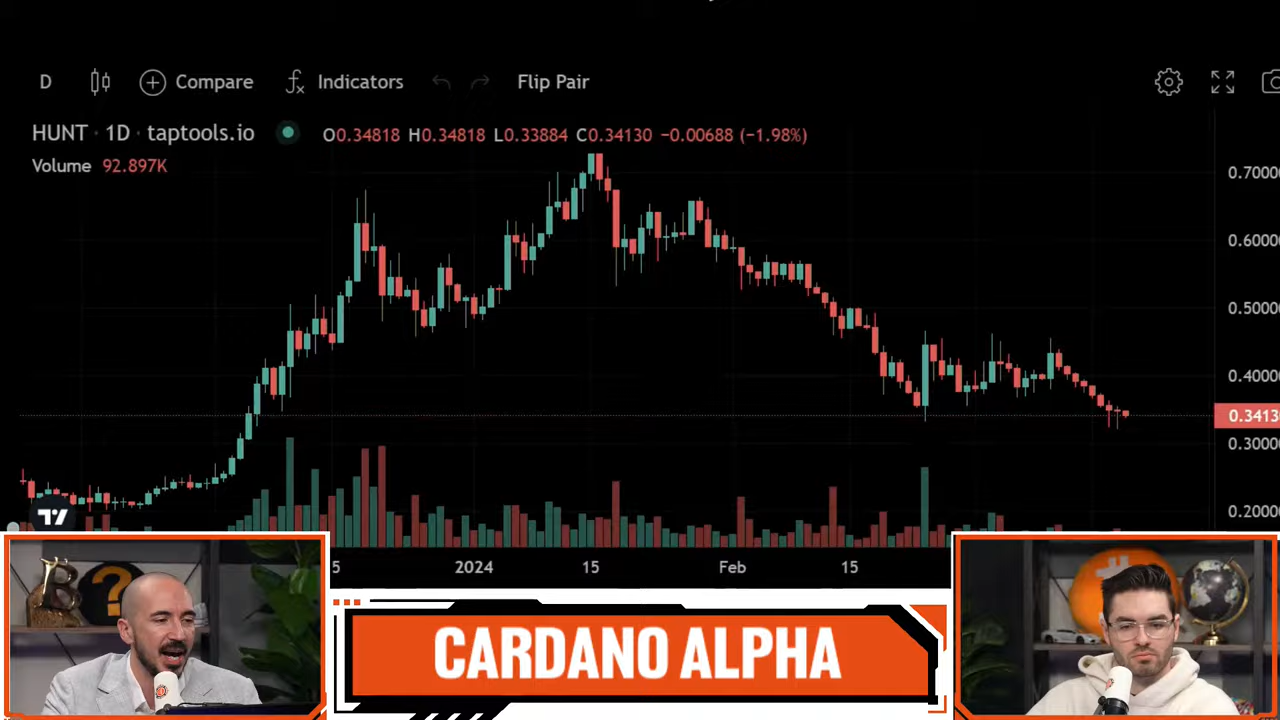 D Compare Indicators Flip Pair
HUNT · 1D · taptools.io O0.34818 H0.34818 L0.33884 C0.34130 −0.00688 (−1.98%)
Volume 92.897K
0.70000
0.60000
0.50000
0.40000
0.3413
0.30000
0.20000
5 2024 15 Feb 15
CARDANO ALPHA